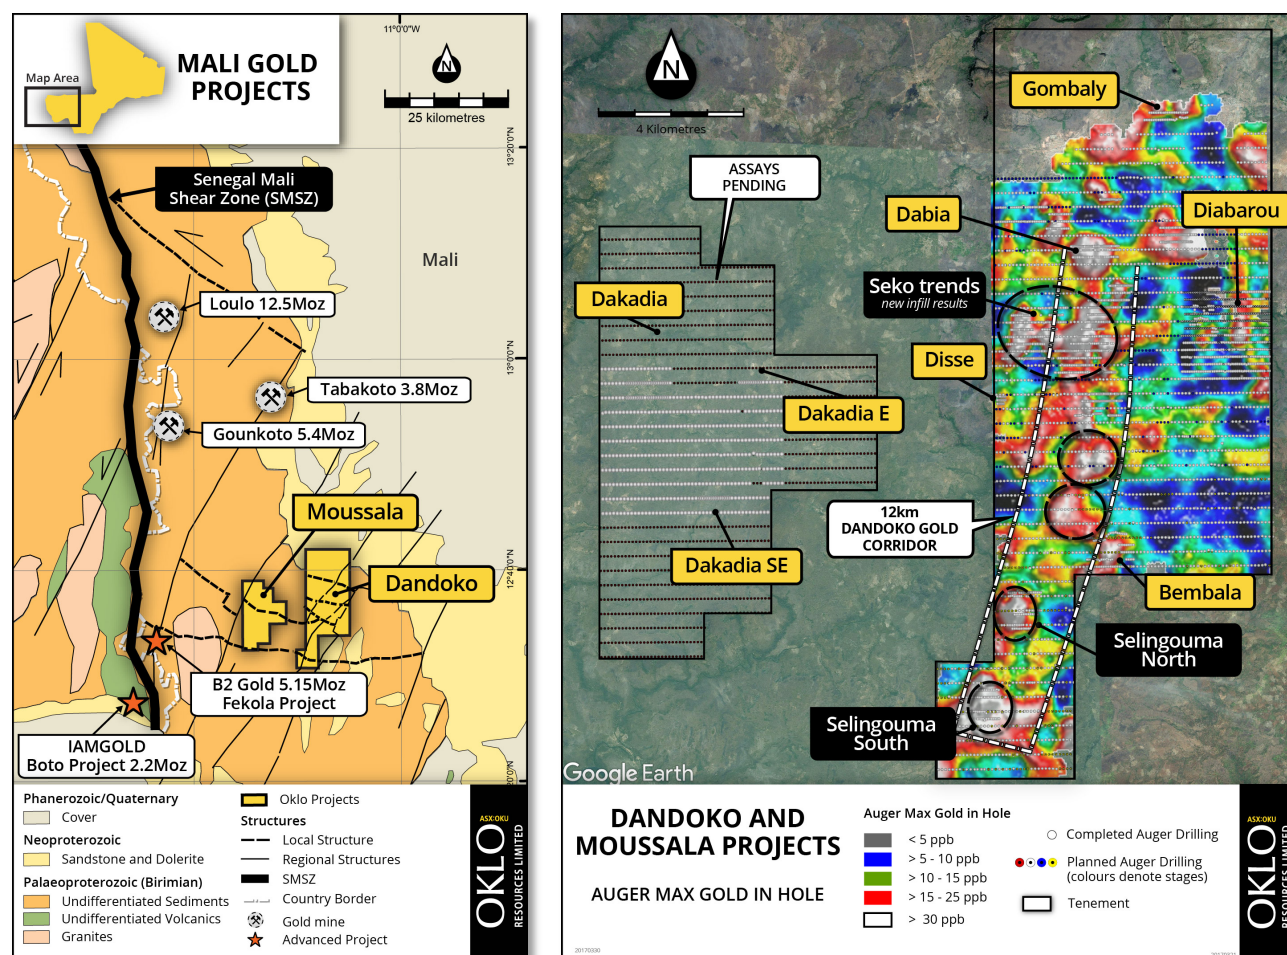 MALI GOLD
PROJECTS
Map Area
11°0'0"W
N
25 kilometres
13°20'N
Senegal Mali
Shear Zone (SMSZ)
Mali
Loulo 12.5Moz
13°0'0"N
Tabakoto 3.8Moz
Gounkoto 5.4Moz
Moussala
12°40'0"N
Dandoko
B2 Gold 5.15Moz
Fekola Project
IAMGOLD
Boto Project 2.2Moz
Phanerozoic/Quaternary
Cover
Neoproterozoic
Sandstone and Dolerite
Palaeoproterozoic (Birimian)
Undifferentiated Sediments
Undifferentiated Volcanics
Granites
Oklo Projects
Structures
Local Structure
Regional Structures
SMSZ
Country Border
Gold mine
Advanced Project
ASX:OKU
OKLO
RESOURCES LIMITED
N
4 Kilometres
Gombaly
ASSAYS
PENDING
Dabia
Diabarou
Dakadia
Seko trends
new infill results
Disse
Dakadia E
12km
DANDOKO GOLD
CORRIDOR
Dakadia SE
Bembala
Selingouma
North
Selingouma
South
Google Earth
DANDOKO AND
MOUSSALA PROJECTS
AUGER MAX GOLD IN HOLE
20170330
Auger Max Gold in Hole
< 5 ppb
> 5 - 10 ppb
> 10 - 15 ppb
> 15 - 25 ppb
> 30 ppb
Completed Auger Drilling
Planned Auger Drilling
(colours denote stages)
Tenement
ASX:OKU
OKLO
RESOURCES LIMITED